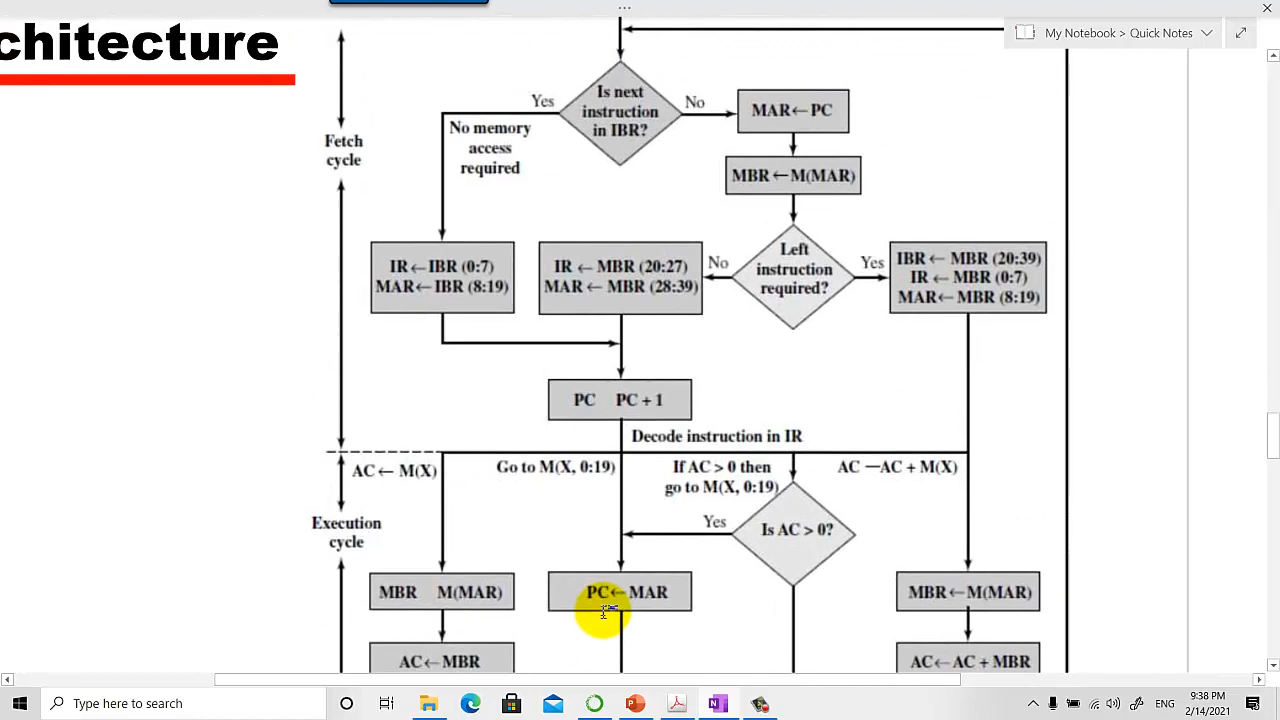 chitecture
My Notebook > Quick Notes
Fetch
cycle
Is next
instruction
in IBR?
Yes
No
No memory
access
required
MAR←PC
MBR←M(MAR)
Left
instruction
required?
No
Yes
IR←IBR (0:7)
MAR←IBR (8:19)
IR←MBR (20:27)
MAR←MBR (28:39)
IBR←MBR (20:39)
IR←MBR (0:7)
MAR←MBR (8:19)
PC PC + 1
Decode instruction in IR
AC←M(X)
Go to M(X, 0:19)
If AC > 0 then
go to M(X, 0:19)
AC —AC + M(X)
Execution
cycle
Yes
Is AC > 0?
MBR M(MAR)
PC←MAR
MBR←M(MAR)
AC←MBR
AC←AC + MBR
Type here to search
ENG
9:38 PM
2/14/2021